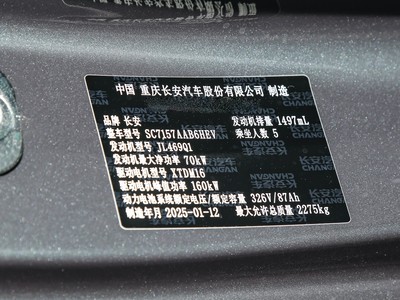 中国 重庆长安汽车股份有限公司 制造
品牌 长安 发动机排量 1497mL
整车型号 SC7157AAB6HEV 乘坐人数 5
发动机型号 JL469Q1
发动机最大净功率 70kW
驱动电机型号 XTDM16
驱动电机峰值功率 160kW
动力电池系统额定电压/额定容量 326V/87Ah
制造年月 2025-01-12 最大允许总质量 2275kg